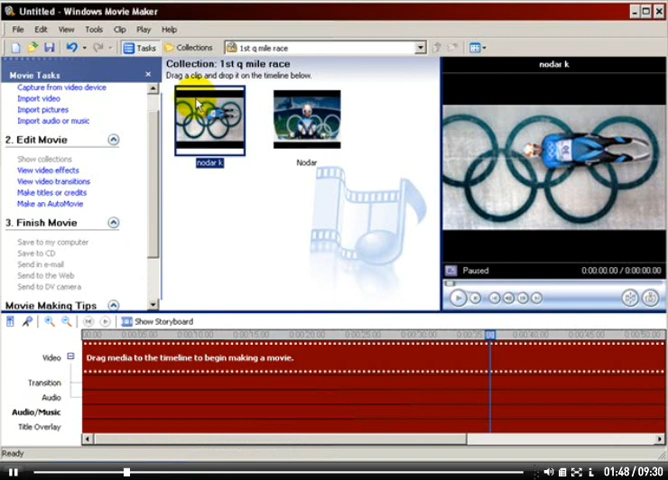 Untitled - Windows Movie Maker
File Edit View Tools Clip Play Help
Tasks Collections 1st q mile race
Movie Tasks
Capture from video device
Import video
Import pictures
Import audio or music
2. Edit Movie
Show collections
View video effects
View video transitions
Make titles or credits
Make an AutoMovie
3. Finish Movie
Save to my computer
Save to CD
Send in e-mail
Send to the Web
Send to DV camera
Movie Making Tips
Collection: 1st q mile race
Drag a clip and drop it on the timeline below.
nodar k
Nodar
nodar k
Paused 0:00:00.00 / 0:00:00.00
Show Storyboard
Video
Drag media to the timeline to begin making a movie.
Transition
Audio
Audio/Music
Title Overlay
Ready
01:48 / 09:30